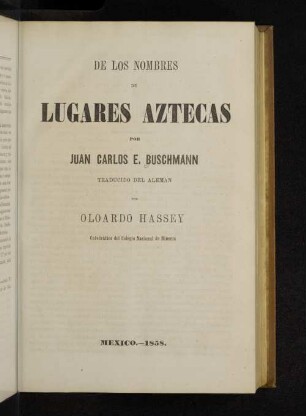 DE LOS NOMBRES
DE
LUGARES AZTECAS
POR
JUAN CARLOS E. BUSCHMANN
TRADUCIDO DEL ALEMAN
POR
OLOARDO HASSEY
Catedrático del Colegio Nacional de Minería
MEXICO.—1858.